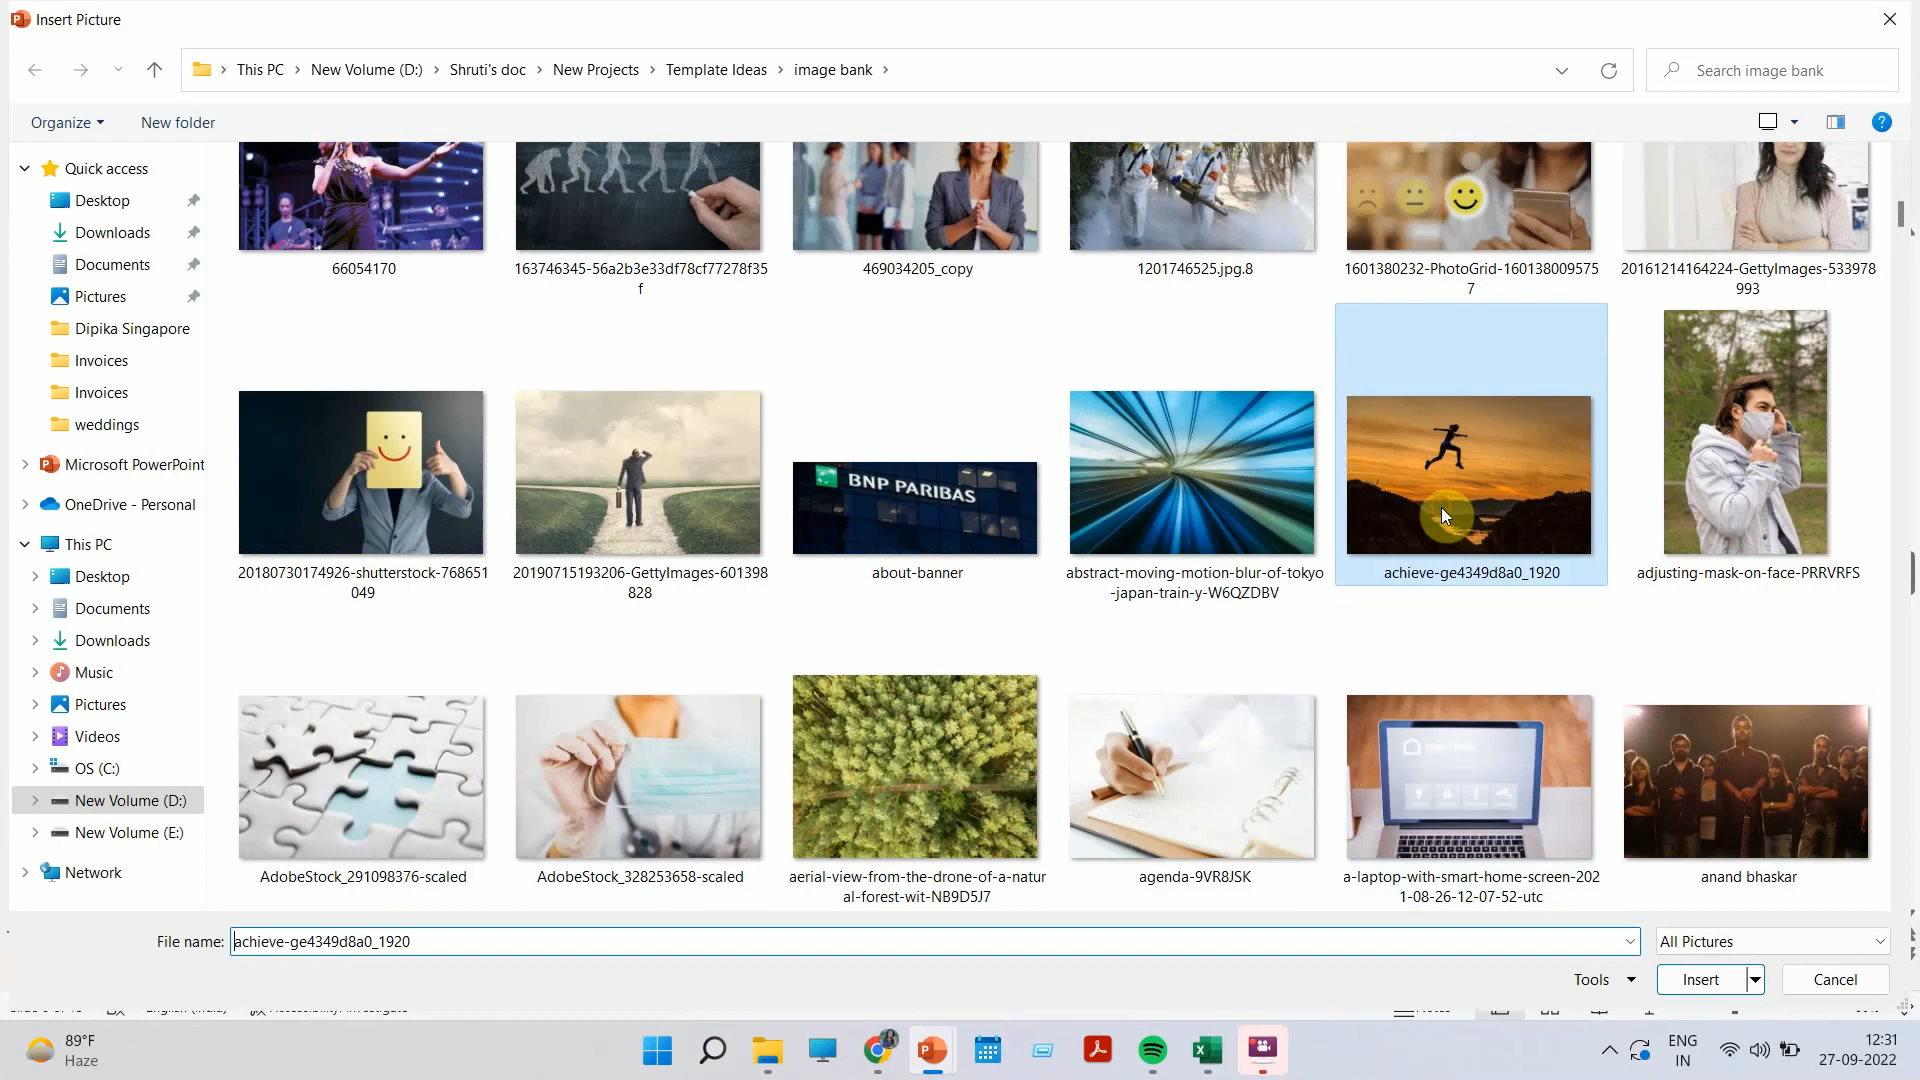 Insert Picture
This PC
New Volume (D:)
Shruti's doc
New Projects
Template Ideas
image bank
Search image bank
Organize
New folder
Quick access
Desktop
Downloads
Documents
Pictures
Dipika Singapore
Invoices
Invoices
weddings
Microsoft PowerPoint
OneDrive - Personal
This PC
Desktop
Documents
Downloads
Music
Pictures
Videos
OS (C:)
New Volume (D:)
New Volume (E:)
Network
66054170
163746345-56a2b3e33df78cf77278f35
f
469034205_copy
1201746525.jpg.8
1601380232-PhotoGrid-160138009575
7
20161214164224-GettyImages-533978
993
BNP PARIBAS
20180730174926-shutterstock-768651
049
20190715193206-GettyImages-601398
828
about-banner
abstract-moving-motion-blur-of-tokyo
-japan-train-y-W6QZDBV
achieve-ge4349d8a0_1920
adjusting-mask-on-face-PRRVRFS
AdobeStock_291098376-scaled
AdobeStock_328253658-scaled
aerial-view-from-the-drone-of-a-natur
al-forest-wit-NB9D5J7
agenda-9VR8JSK
a-laptop-with-smart-home-screen-202
1-08-26-12-07-52-utc
anand bhaskar
File name:
achieve-ge4349d8a0_1920
All Pictures
Tools
Insert
Cancel
89°F
Haze
ENG
IN
12:31
27-09-2022